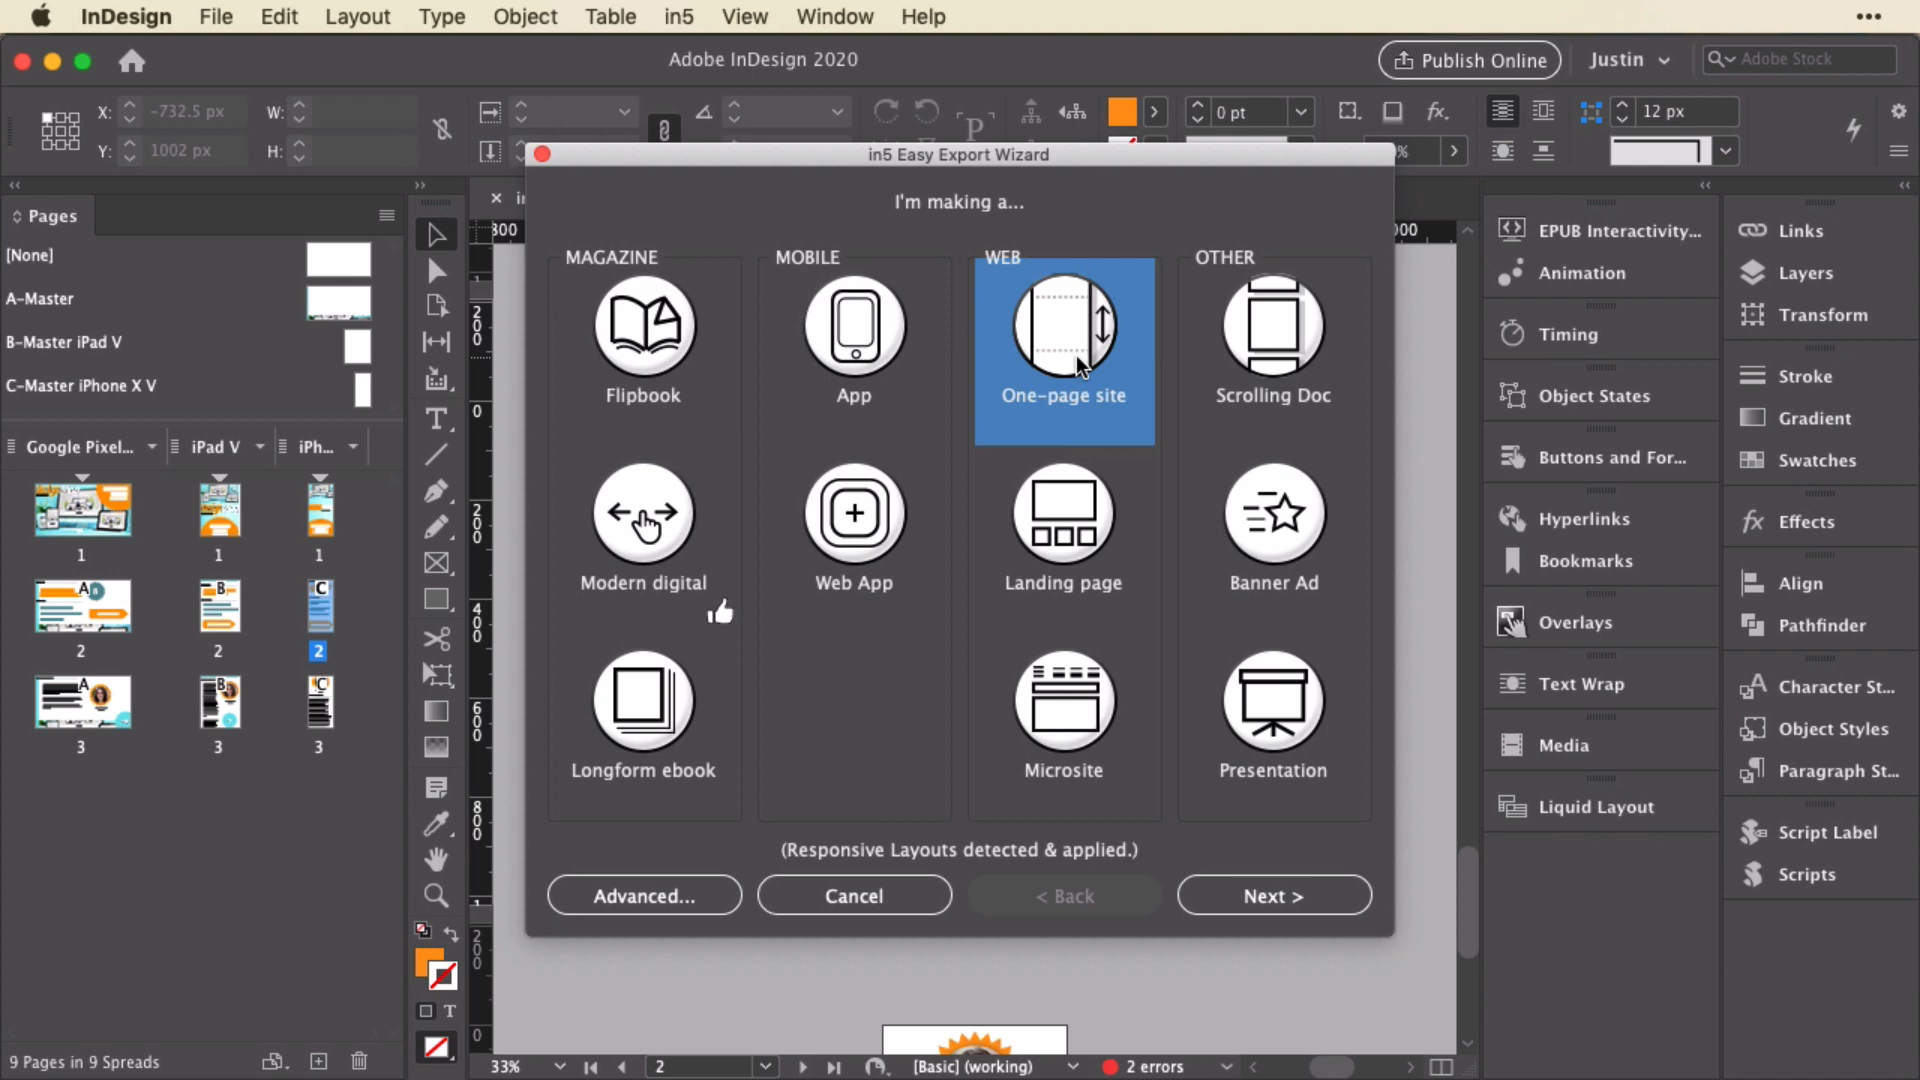 InDesign File Edit Layout Type Object Table in5 View Window Help
Adobe InDesign 2020
Publish Online
Justin
Adobe Stock
X: -732.5 px W:
0 pt
12 px
Y: 1002 px H:
in5 Easy Export Wizard
I'm making a...
Pages
[None]
A-Master
B-Master iPad V
C-Master iPhone X V
Google Pixel... iPad V iPh...
1 1 1
A B C
2 2 2
A B C
3 3 3
9 Pages in 9 Spreads
MAGAZINE
Flipbook
Modern digital
Longform ebook
MOBILE
App
Web App
WEB
One-page site
Landing page
Microsite
OTHER
Scrolling Doc
Banner Ad
Presentation
(Responsive Layouts detected & applied.)
Advanced... Cancel < Back Next >
33% 2 [Basic] (working) 2 errors
EPUB Interactivity...
Animation
Timing
Object States
Buttons and For...
Hyperlinks
Bookmarks
Overlays
Text Wrap
Media
Liquid Layout
Links
Layers
Transform
Stroke
Gradient
Swatches
Effects
Align
Pathfinder
Character St...
Object Styles
Paragraph St...
Script Label
Scripts